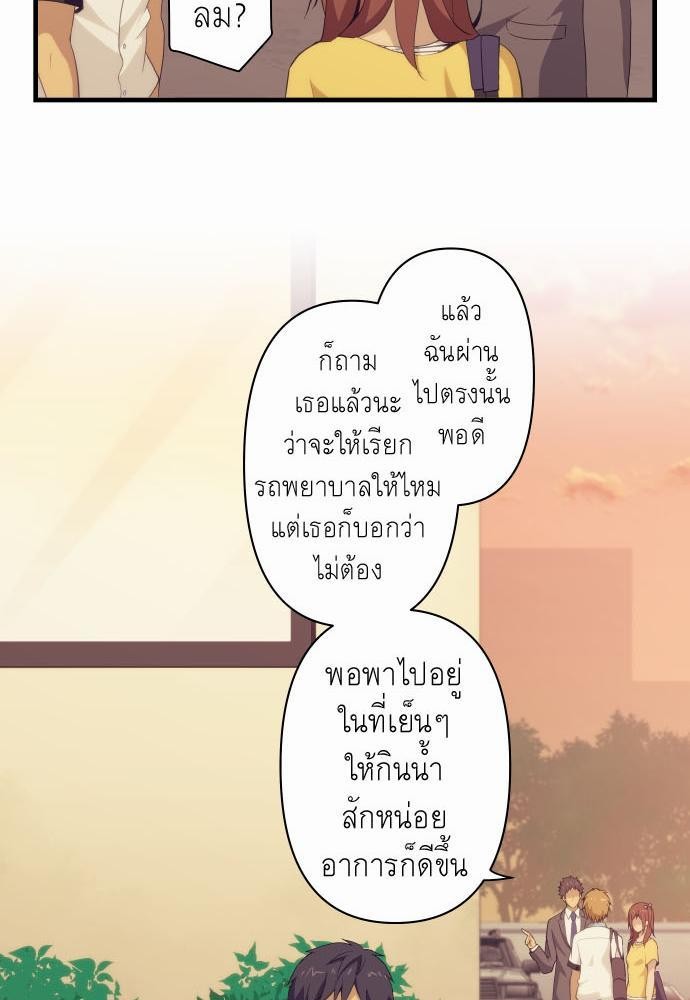 ลม?
แล้ว
ฉันผ่าน
ไปตรงนั้น
พอดี
ก็ถาม
เธอแล้วนะ
ว่าจะให้เรียก
รถพยาบาลให้ไหม
แต่เธอก็บอกว่า
ไม่ต้อง
พอพาไปอยู่
ในที่เย็นๆ
ให้กินน้ำ
สักหน่อย
อาการก็ดีขึ้น